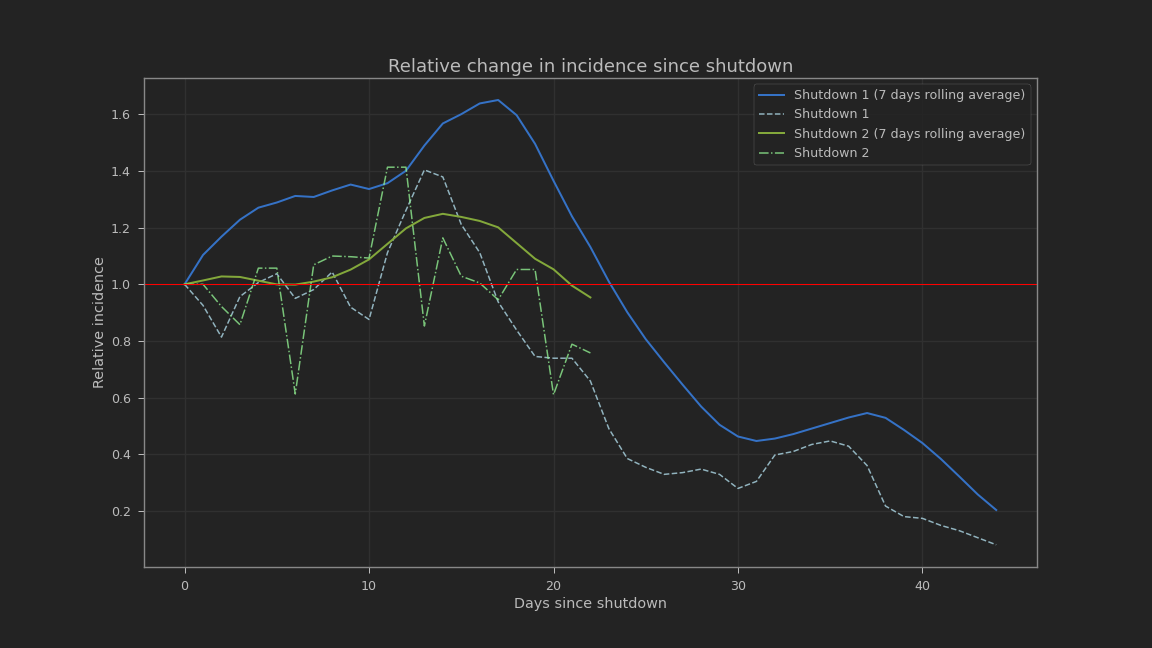 Relative change in incidence since shutdown
Shutdown 1 (7 days rolling average)
Shutdown 1
Shutdown 2 (7 days rolling average)
Shutdown 2
Relative incidence
1.6
1.4
1.2
1.0
0.8
0.6
0.4
0.2
0 10 20 30 40
Days since shutdown